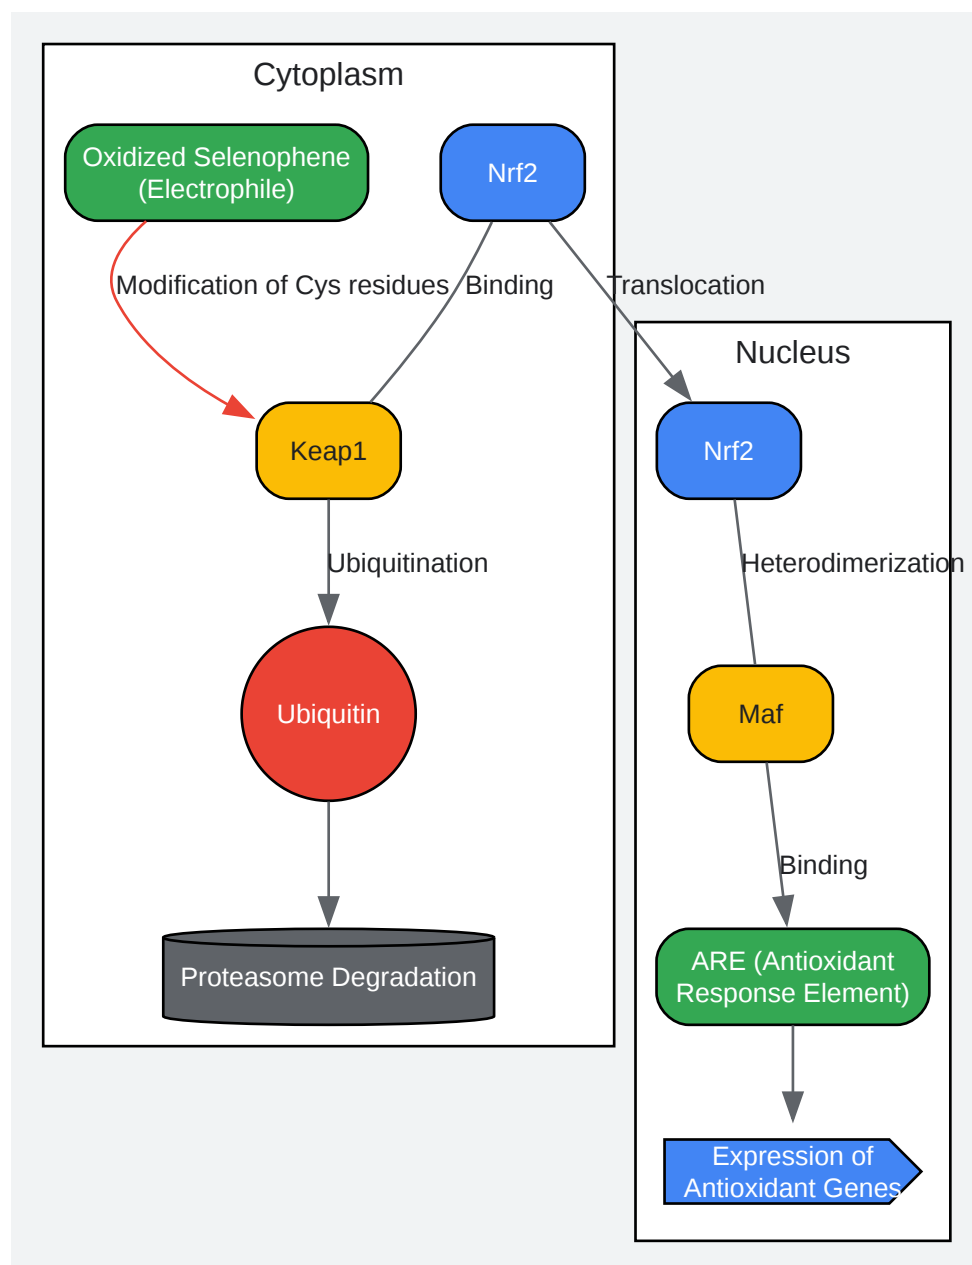 Cytoplasm
Oxidized Selenophene
(Electrophile)
Nrf2
Modification of Cys residues
Binding
Translocation
Nucleus
Keap1
Nrf2
Ubiquitination
Heterodimerization
Ubiquitin
Maf
Binding
Proteasome Degradation
ARE (Antioxidant
Response Element)
Expression of
Antioxidant Genes